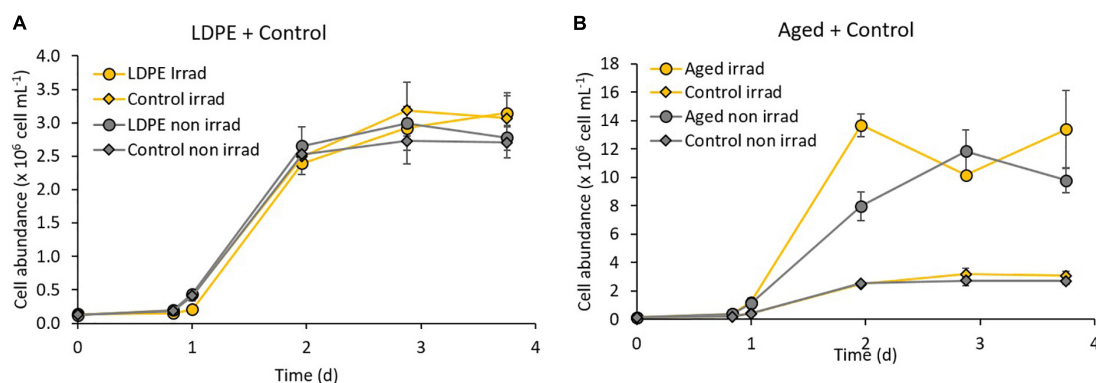 A
LDPE + Control
Cell abundance (x 10⁶ cell mL⁻¹)
4.0
3.5
3.0
2.5
2.0
1.5
1.0
0.5
0.0
LDPE Irrad
Control irrad
LDPE non irrad
Control non irrad
0 1 2 3 4
Time (d)
B
Aged + Control
Cell abundance (x 10⁶ cell mL⁻¹)
18
16
14
12
10
8
6
4
2
0
Aged irrad
Control irrad
Aged non irrad
Control non irrad
0 1 2 3 4
Time (d)